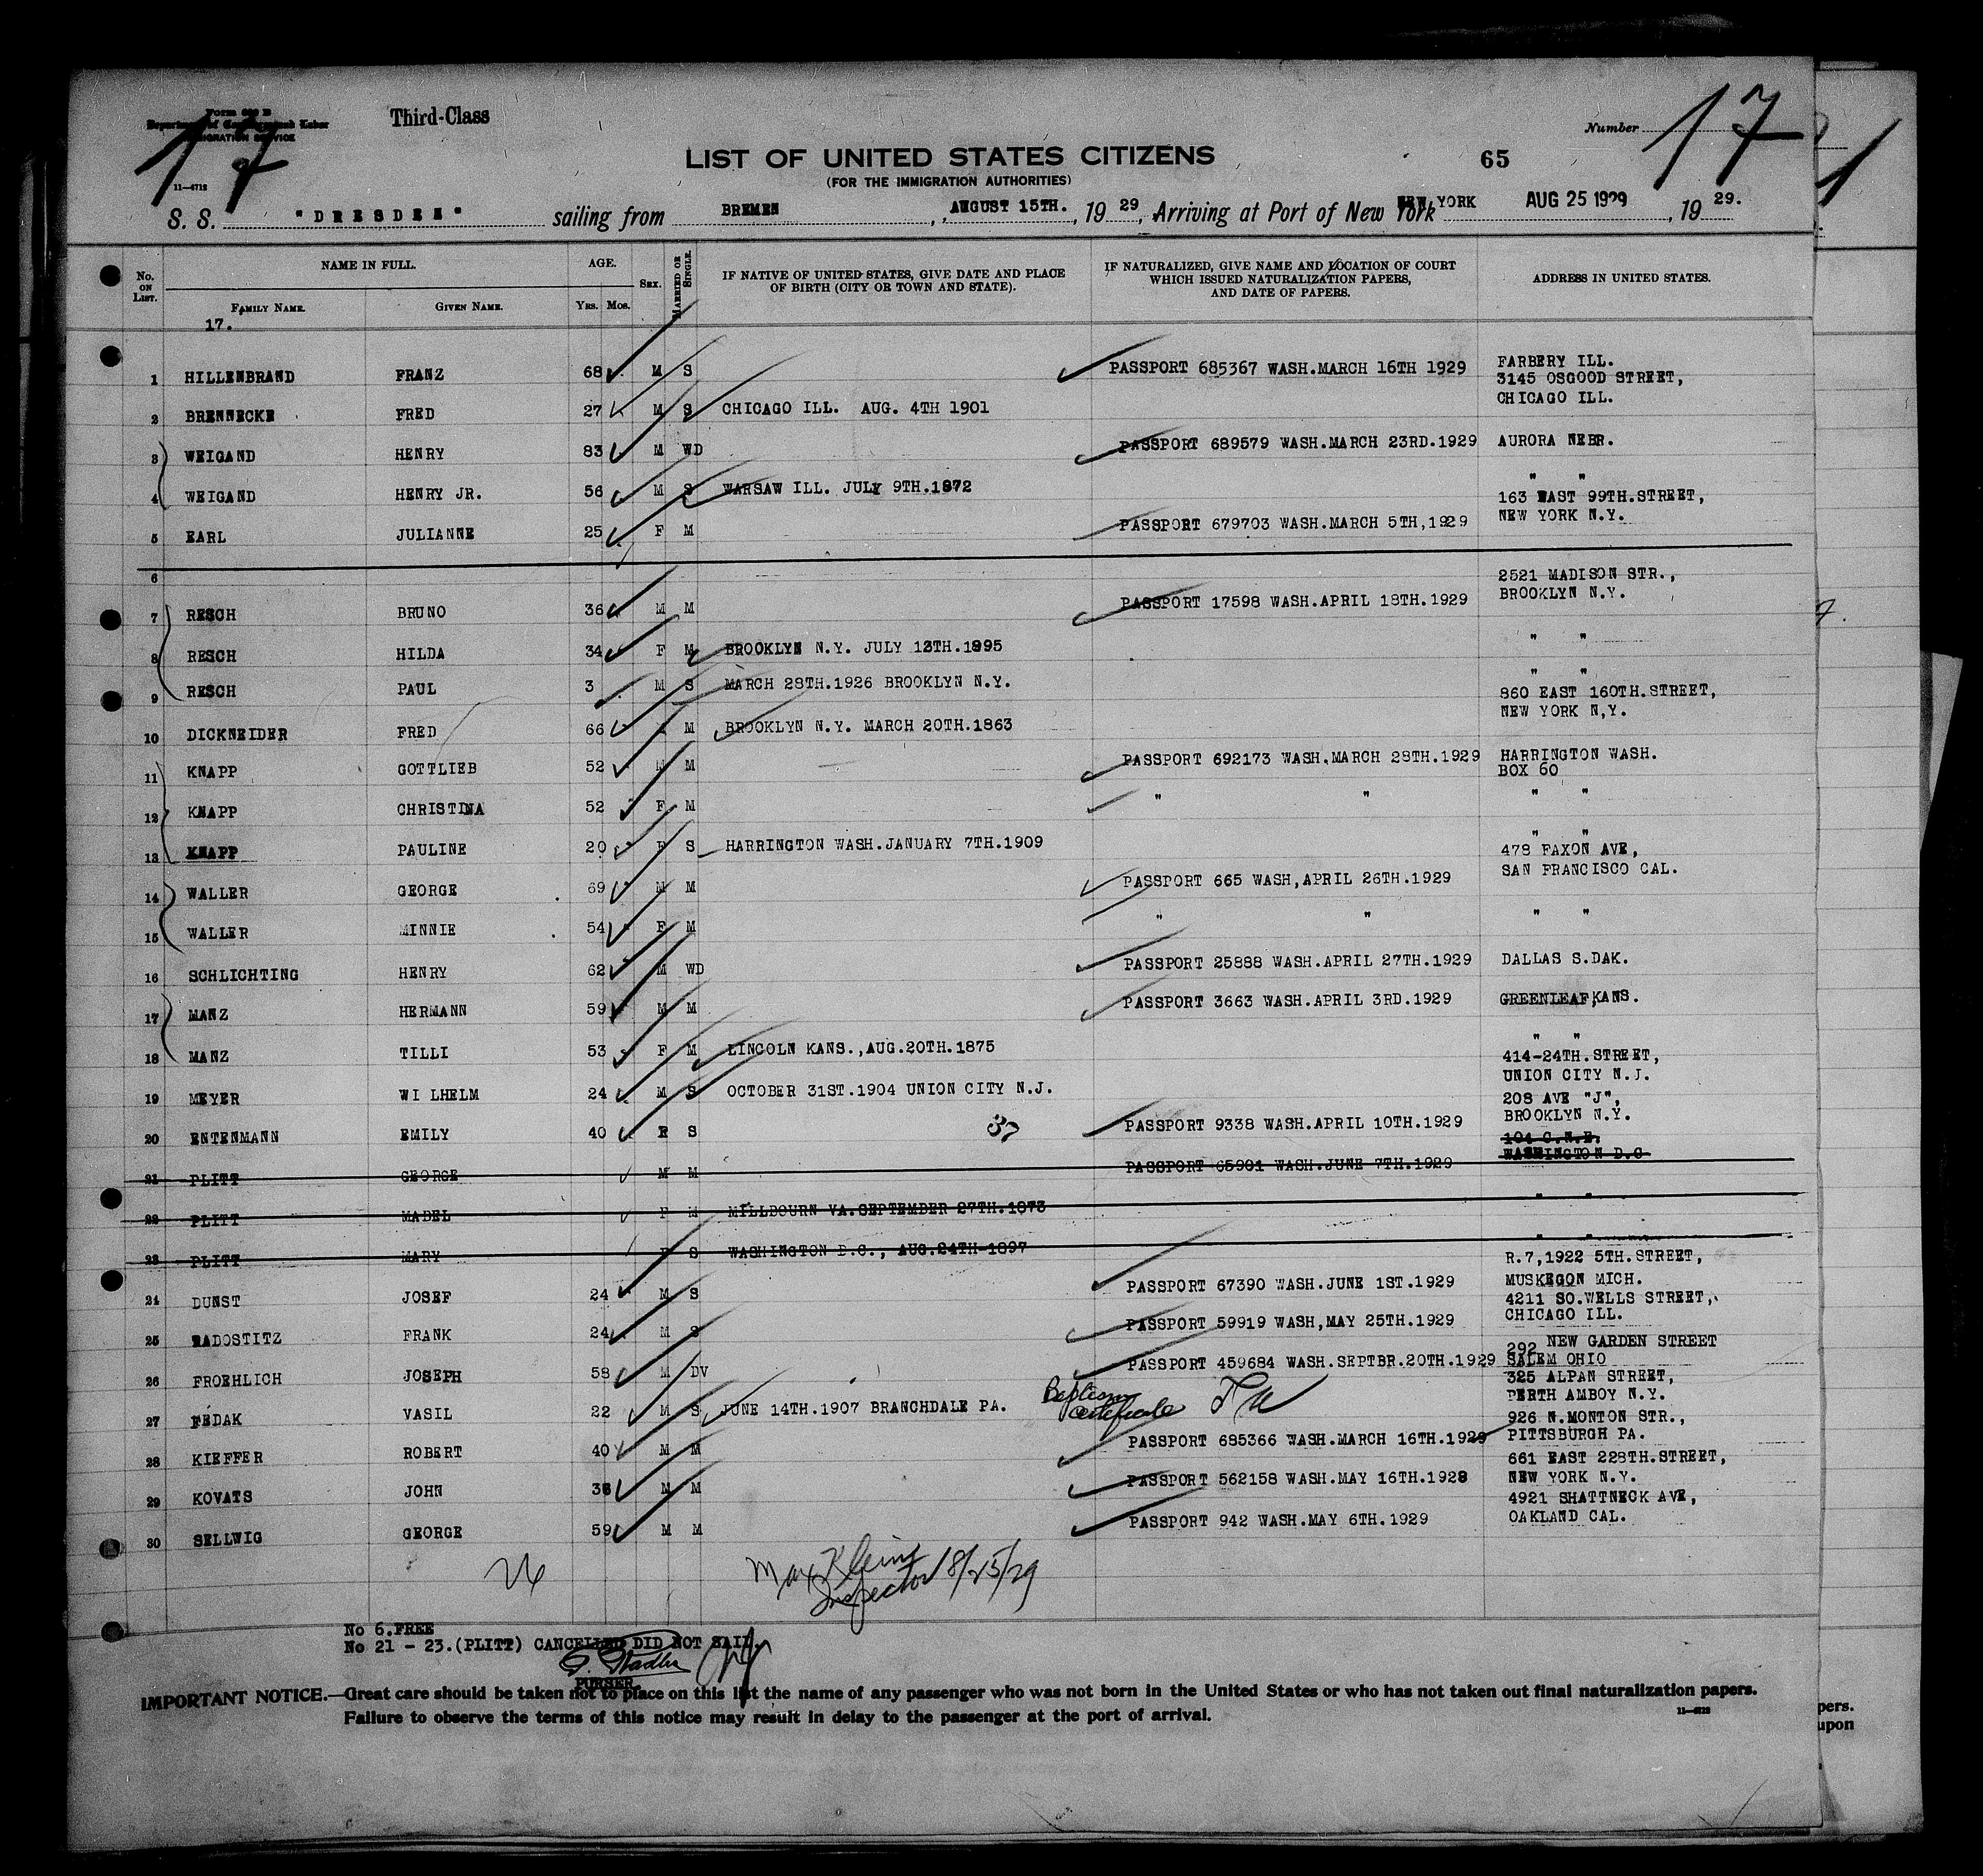 Third-Class
Number 17
17
LIST OF UNITED STATES CITIZENS 65
(FOR THE IMMIGRATION AUTHORITIES)
11—4712
S. S. "DRESDEN" sailing from BREMEN, AUGUST 15TH., 19 29, Arriving at Port of New York NEW YORK AUG 25 1929, 19 29.
No. ON LIST. NAME IN FULL. AGE. SEX. MARRIED OR SINGLE. IF NATIVE OF UNITED STATES, GIVE DATE AND PLACE OF BIRTH (CITY OR TOWN AND STATE). IF NATURALIZED, GIVE NAME AND LOCATION OF COURT WHICH ISSUED NATURALIZATION PAPERS, AND DATE OF PAPERS. ADDRESS IN UNITED STATES.
FAMILY NAME. GIVEN NAME. YRS. MOS.
17.
1 HILLENBRAND FRANZ 68 M S PASSPORT 685367 WASH.MARCH 16TH 1929 FARBERY ILL.
3145 OSGOOD STREET,
2 BRENNECKE FRED 27 M S CHICAGO ILL. AUG. 4TH 1901 CHICAGO ILL.
3 WEIGAND HENRY 83 M WD PASSPORT 689579 WASH.MARCH 23RD.1929 AURORA NEBR.
4 WEIGAND HENRY JR. 56 M S WARSAW ILL. JULY 9TH.1872 " "
163 EAST 99TH.STREET,
5 EARL JULIANNE 25 F M PASSPORT 679703 WASH.MARCH 5TH,1929 NEW YORK N.Y.
6
2521 MADISON STR.,
7 RESCH BRUNO 36 M M PASSPORT 17598 WASH.APRIL 18TH.1929 BROOKLYN N.Y.
8 RESCH HILDA 34 F M BROOKLYN N.Y. JULY 13TH.1895 " "
9 RESCH PAUL 3 M S MARCH 28TH.1926 BROOKLYN N.Y. " "
860 EAST 160TH.STREET,
10 DICKNEIDER FRED 66 M BROOKLYN N.Y. MARCH 20TH.1863 NEW YORK N,Y.
11 KNAPP GOTTLIEB 52 M M PASSPORT 692173 WASH.MARCH 28TH.1929 HARRINGTON WASH.
BOX 60
12 KNAPP CHRISTINA 52 F M " " " "
13 KNAPP PAULINE 20 F S HARRINGTON WASH.JANUARY 7TH.1909 " "
478 FAXON AVE,
14 WALLER GEORGE 69 M M PASSPORT 665 WASH,APRIL 26TH.1929 SAN FRANCISCO CAL.
15 WALLER MINNIE 54 F M " " " "
16 SCHLICHTING HENRY 62 M WD PASSPORT 25888 WASH.APRIL 27TH.1929 DALLAS S.DAK.
17 MANZ HERMANN 59 M M PASSPORT 3663 WASH.APRIL 3RD.1929 GREENLEAF,KANS.
18 MANZ TILLI 53 F M LINCOLN KANS.,AUG.20TH.1875 " "
414-24TH.STREET,
19 MEYER WILHELM 24 M S OCTOBER 31ST.1904 UNION CITY N.J. UNION CITY N.J.
208 AVE "J",
20 ENTENMANN EMILY 40 F S 37 PASSPORT 9338 WASH.APRIL 10TH.1929 BROOKLYN N.Y.
104 C.N.E.
21 PLITT GEORGE M M PASSPORT 65901 WASH.JUNE 7TH.1929 WASHINGTON D.C
22 PLITT MABEL F M MILLBOURN VA.SEPTEMBER 27TH.1873 " "
23 PLITT MARY F S WASHINGTON D.C., AUG.24TH-1897 " "
R.7,1922 5TH.STREET,
24 DUNST JOSEF 24 M S PASSPORT 67390 WASH.JUNE 1ST.1929 MUSKEGON MICH.
4211 SO.WELLS STREET,
25 RADOSTITZ FRANK 24 M S PASSPORT 59919 WASH,MAY 25TH.1929 CHICAGO ILL.
292 NEW GARDEN STREET
26 FROEHLICH JOSEPH 58 M DV PASSPORT 459684 WASH.SEPTBR.20TH.1929 SALEM OHIO
325 ALPAN STREET,
27 FEDAK VASIL 22 M S JUNE 14TH.1907 BRANCHDALE PA. Baptism certificate PERTH AMBOY N.Y.
926 N.MONTON STR.,
28 KIEFFER ROBERT 40 M M PASSPORT 685366 WASH.MARCH 16TH.1929 PITTSBURGH PA.
661 EAST 228TH.STREET,
29 KOVATS JOHN 36 M M PASSPORT 562158 WASH.MAY 16TH.1928 NEW YORK N.Y.
4921 SHATTNECK AVE,
30 SELLWIG GEORGE 59 M M PASSPORT 942 WASH.MAY 6TH.1929 OAKLAND CAL.
26 Max Klein
Inspector 8/25/29
No 6.FREE
No 21 - 23.(PLITT) CANCELLED DID NOT SAIL.
PURSER.
IMPORTANT NOTICE.—Great care should be taken not to place on this list the name of any passenger who was not born in the United States or who has not taken out final naturalization papers.
Failure to observe the terms of this notice may result in delay to the passenger at the port of arrival.
pers.
upon